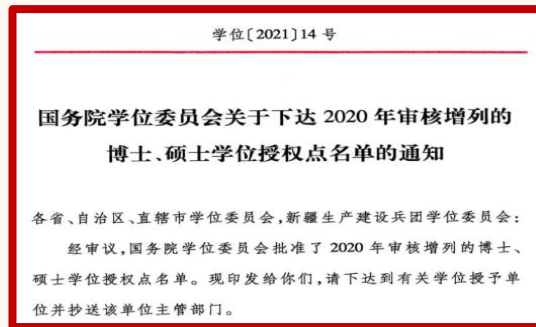 学位〔2021〕14 号
国务院学位委员会关于下达 2020 年审核增列的
博士、硕士学位授权点名单的通知
各省、自治区、直辖市学位委员会,新疆生产建设兵团学位委员会:
经审议,国务院学位委员会批准了 2020 年审核增列的博士、
硕士学位授权点名单。现印发给你们,请下达到有关学位授予单
位并抄送该单位主管部门。